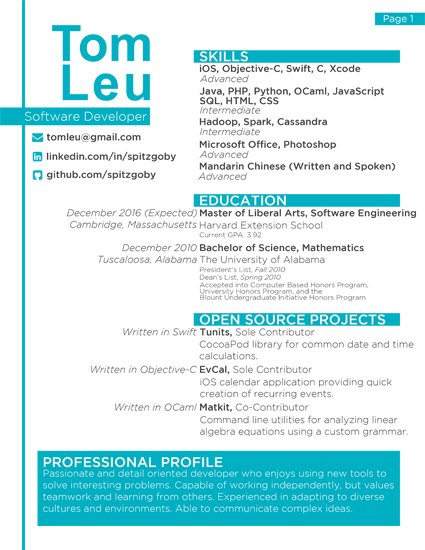 Page 1
Tom
Leu
Software Developer
tomleu@gmail.com
linkedin.com/in/spitzgoby
github.com/spitzgoby
SKILLS
iOS, Objective-C, Swift, C, Xcode
Advanced
Java, PHP, Python, OCaml, JavaScript
SQL, HTML, CSS
Intermediate
Hadoop, Spark, Cassandra
Intermediate
Microsoft Office, Photoshop
Advanced
Mandarin Chinese (Written and Spoken)
Advanced
EDUCATION
December 2016 (Expected) Master of Liberal Arts, Software Engineering
Cambridge, Massachusetts Harvard Extension School
Current GPA: 3.92
December 2010 Bachelor of Science, Mathematics
Tuscaloosa, Alabama The University of Alabama
President's List, Fall 2010
Dean's List, Spring 2010
Accepted into Computer Based Honors Program,
University Honors Program, and the
Blount Undergraduate Initiative Honors Program
OPEN SOURCE PROJECTS
Written in Swift Tunits, Sole Contributor
CocoaPod library for common date and time
calculations.
Written in Objective-C EvCal, Sole Contributor
iOS calendar application providing quick
creation of recurring events.
Written in OCaml Matkit, Co-Contributor
Command line utilities for analyzing linear
algebra equations using a custom grammar.
PROFESSIONAL PROFILE
Passionate and detail oriented developer who enjoys using new tools to
solve interesting problems. Capable of working independently, but values
teamwork and learning from others. Experienced in adapting to diverse
cultures and environments. Able to communicate complex ideas.